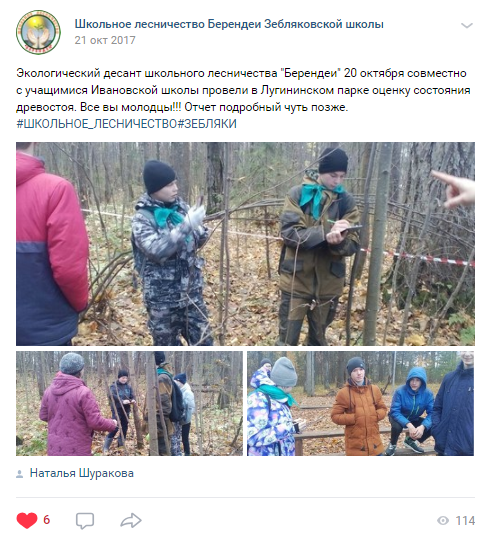 Школьное лесничество Берендеи Зебляковской школы
21 окт 2017
Экологический десант школьного лесничества "Берендеи" 20 октября совместно
с учащимися Ивановской школы провели в Лугининском парке оценку состояния
древостоя. Все вы молодцы!!! Отчет подробный чуть позже.
#ШКОЛЬНОЕ_ЛЕСНИЧЕСТВО#ЗЕБЛЯКИ
Наталья Шуракова
6
114